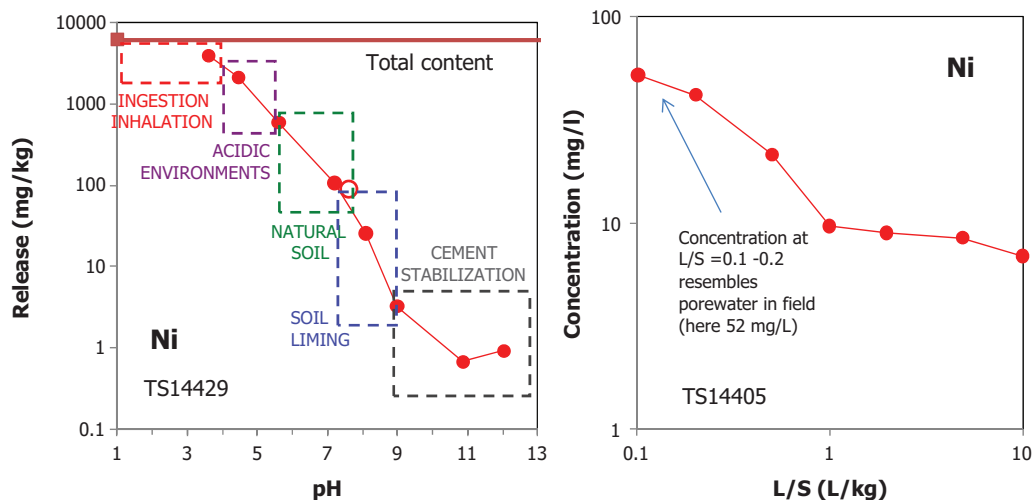 10000
1000
100
10
1
0.1
Release (mg/kg)
Total content
INGESTION
INHALATION
ACIDIC
ENVIRONMENTS
NATURAL
SOIL
CEMENT
STABILIZATION
SOIL
LIMING
Ni
TS14429
1 3 5 7 9 11 13
pH
100
10
1
Concentration (mg/l)
Ni
Concentration at
L/S =0.1 -0.2
resembles
porewater in field
(here 52 mg/L)
TS14405
0.1 1 10
L/S (L/kg)